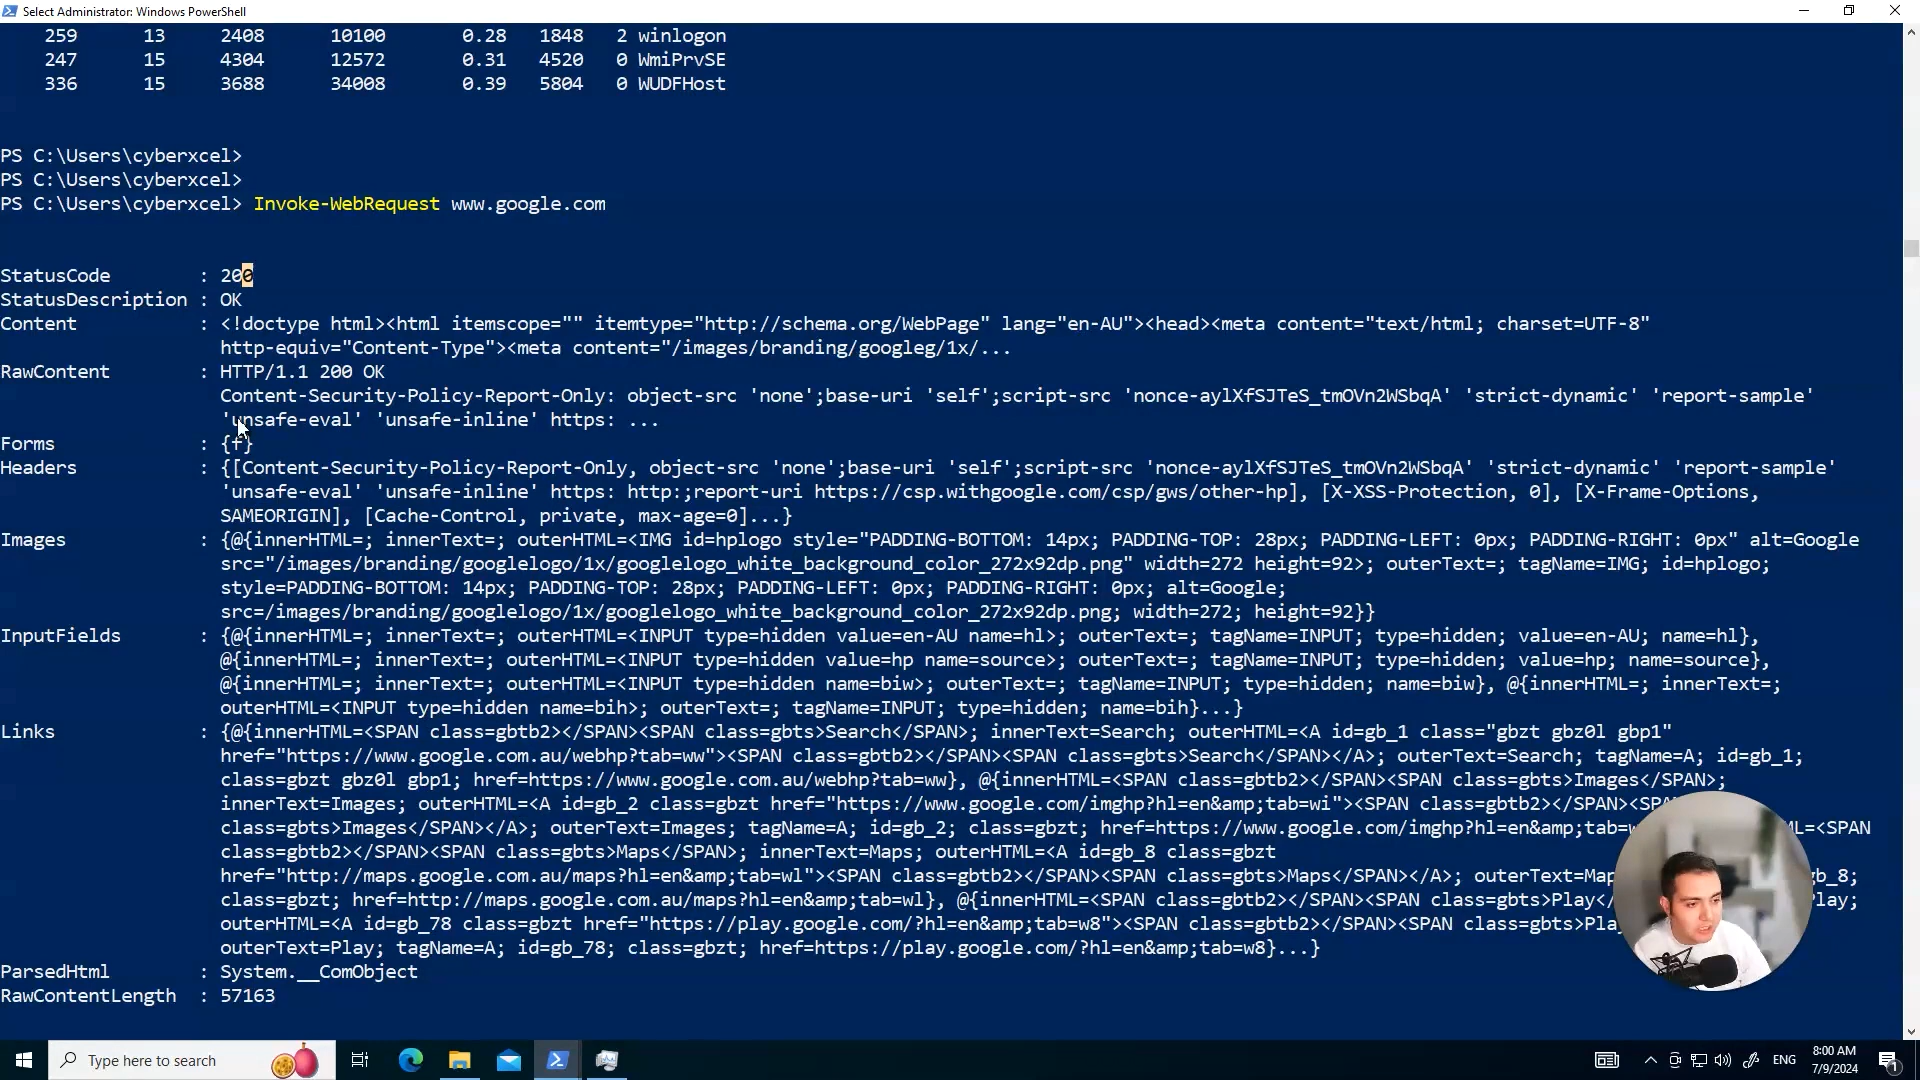 Select Administrator: Windows PowerShell
259 13 2408 10100 0.28 1848 2 winlogon
247 15 4304 12572 0.31 4520 0 WmiPrvSE
336 15 3688 34008 0.39 5804 0 WUDFHost
PS C:\Users\cyberxcel>
PS C:\Users\cyberxcel>
PS C:\Users\cyberxcel> Invoke-WebRequest www.google.com
StatusCode : 200
StatusDescription : OK
Content : <!doctype html><html itemscope="" itemtype="http://schema.org/WebPage" lang="en-AU"><head><meta content="text/html; charset=UTF-8"
http-equiv="Content-Type"><meta content="/images/branding/googleg/1x/...
RawContent : HTTP/1.1 200 OK
Content-Security-Policy-Report-Only: object-src 'none';base-uri 'self';script-src 'nonce-aylXfSJTeS_tmOVn2WSbqA' 'strict-dynamic' 'report-sample'
'unsafe-eval' 'unsafe-inline' https: ...
Forms : {f}
Headers : {[Content-Security-Policy-Report-Only, object-src 'none';base-uri 'self';script-src 'nonce-aylXfSJTeS_tmOVn2WSbqA' 'strict-dynamic' 'report-sample'
'unsafe-eval' 'unsafe-inline' https: http:;report-uri https://csp.withgoogle.com/csp/gws/other-hp], [X-XSS-Protection, 0], [X-Frame-Options,
SAMEORIGIN], [Cache-Control, private, max-age=0]...}
Images : {@{innerHTML=; innerText=; outerHTML=<IMG id=hplogo style="PADDING-BOTTOM: 14px; PADDING-TOP: 28px; PADDING-LEFT: 0px; PADDING-RIGHT: 0px" alt=Google
src="/images/branding/googlelogo/1x/googlelogo_white_background_color_272x92dp.png" width=272 height=92>; outerText=; tagName=IMG; id=hplogo;
style=PADDING-BOTTOM: 14px; PADDING-TOP: 28px; PADDING-LEFT: 0px; PADDING-RIGHT: 0px; alt=Google;
src=/images/branding/googlelogo/1x/googlelogo_white_background_color_272x92dp.png; width=272; height=92}}
InputFields : {@{innerHTML=; innerText=; outerHTML=<INPUT type=hidden value=en-AU name=hl>; outerText=; tagName=INPUT; type=hidden; value=en-AU; name=hl},
@{innerHTML=; innerText=; outerHTML=<INPUT type=hidden value=hp name=source>; outerText=; tagName=INPUT; type=hidden; value=hp; name=source},
@{innerHTML=; innerText=; outerHTML=<INPUT type=hidden name=biw>; outerText=; tagName=INPUT; type=hidden; name=biw}, @{innerHTML=; innerText=;
outerHTML=<INPUT type=hidden name=bih>; outerText=; tagName=INPUT; type=hidden; name=bih}...}
Links : {@{innerHTML=<SPAN class=gbtb2></SPAN><SPAN class=gbts>Search</SPAN>; innerText=Search; outerHTML=<A id=gb_1 class="gbzt gbz0l gbp1"
href="https://www.google.com.au/webhp?tab=ww"><SPAN class=gbtb2></SPAN><SPAN class=gbts>Search</SPAN></A>; outerText=Search; tagName=A; id=gb_1;
class=gbzt gbz0l gbp1; href=https://www.google.com.au/webhp?tab=ww}, @{innerHTML=<SPAN class=gbtb2></SPAN><SPAN class=gbts>Images</SPAN>;
innerText=Images; outerHTML=<A id=gb_2 class=gbzt href="https://www.google.com/imghp?hl=en&amp;tab=wi"><SPAN class=gbtb2></SPAN><SP
class=gbts>Images</SPAN></A>; outerText=Images; tagName=A; id=gb_2; class=gbzt; href=https://www.google.com/imghp?hl=en&amp;tab=w ML=<SPAN
class=gbtb2></SPAN><SPAN class=gbts>Maps</SPAN>; innerText=Maps; outerHTML=<A id=gb_8 class=gbzt
href="http://maps.google.com.au/maps?hl=en&amp;tab=wl"><SPAN class=gbtb2></SPAN><SPAN class=gbts>Maps</SPAN></A>; outerText=Map gb_8;
class=gbzt; href=http://maps.google.com.au/maps?hl=en&amp;tab=wl}, @{innerHTML=<SPAN class=gbtb2></SPAN><SPAN class=gbts>Play</ lay;
outerHTML=<A id=gb_78 class=gbzt href="https://play.google.com/?hl=en&amp;tab=w8"><SPAN class=gbtb2></SPAN><SPAN class=gbts>Pla
outerText=Play; tagName=A; id=gb_78; class=gbzt; href=https://play.google.com/?hl=en&amp;tab=w8}...}
ParsedHtml : System.__ComObject
RawContentLength : 57163
Type here to search
ENG
8:00 AM
7/9/2024
1